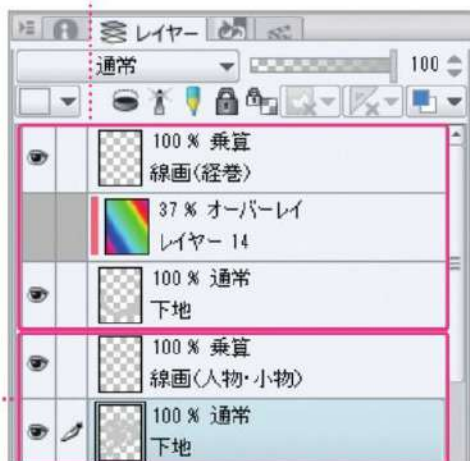 レイヤー
通常 100
100 % 乗算
線画(経巻)
37 % オーバーレイ
レイヤー 14
100 % 通常
下地
100 % 乗算
線画(人物・小物)
100 % 通常
下地